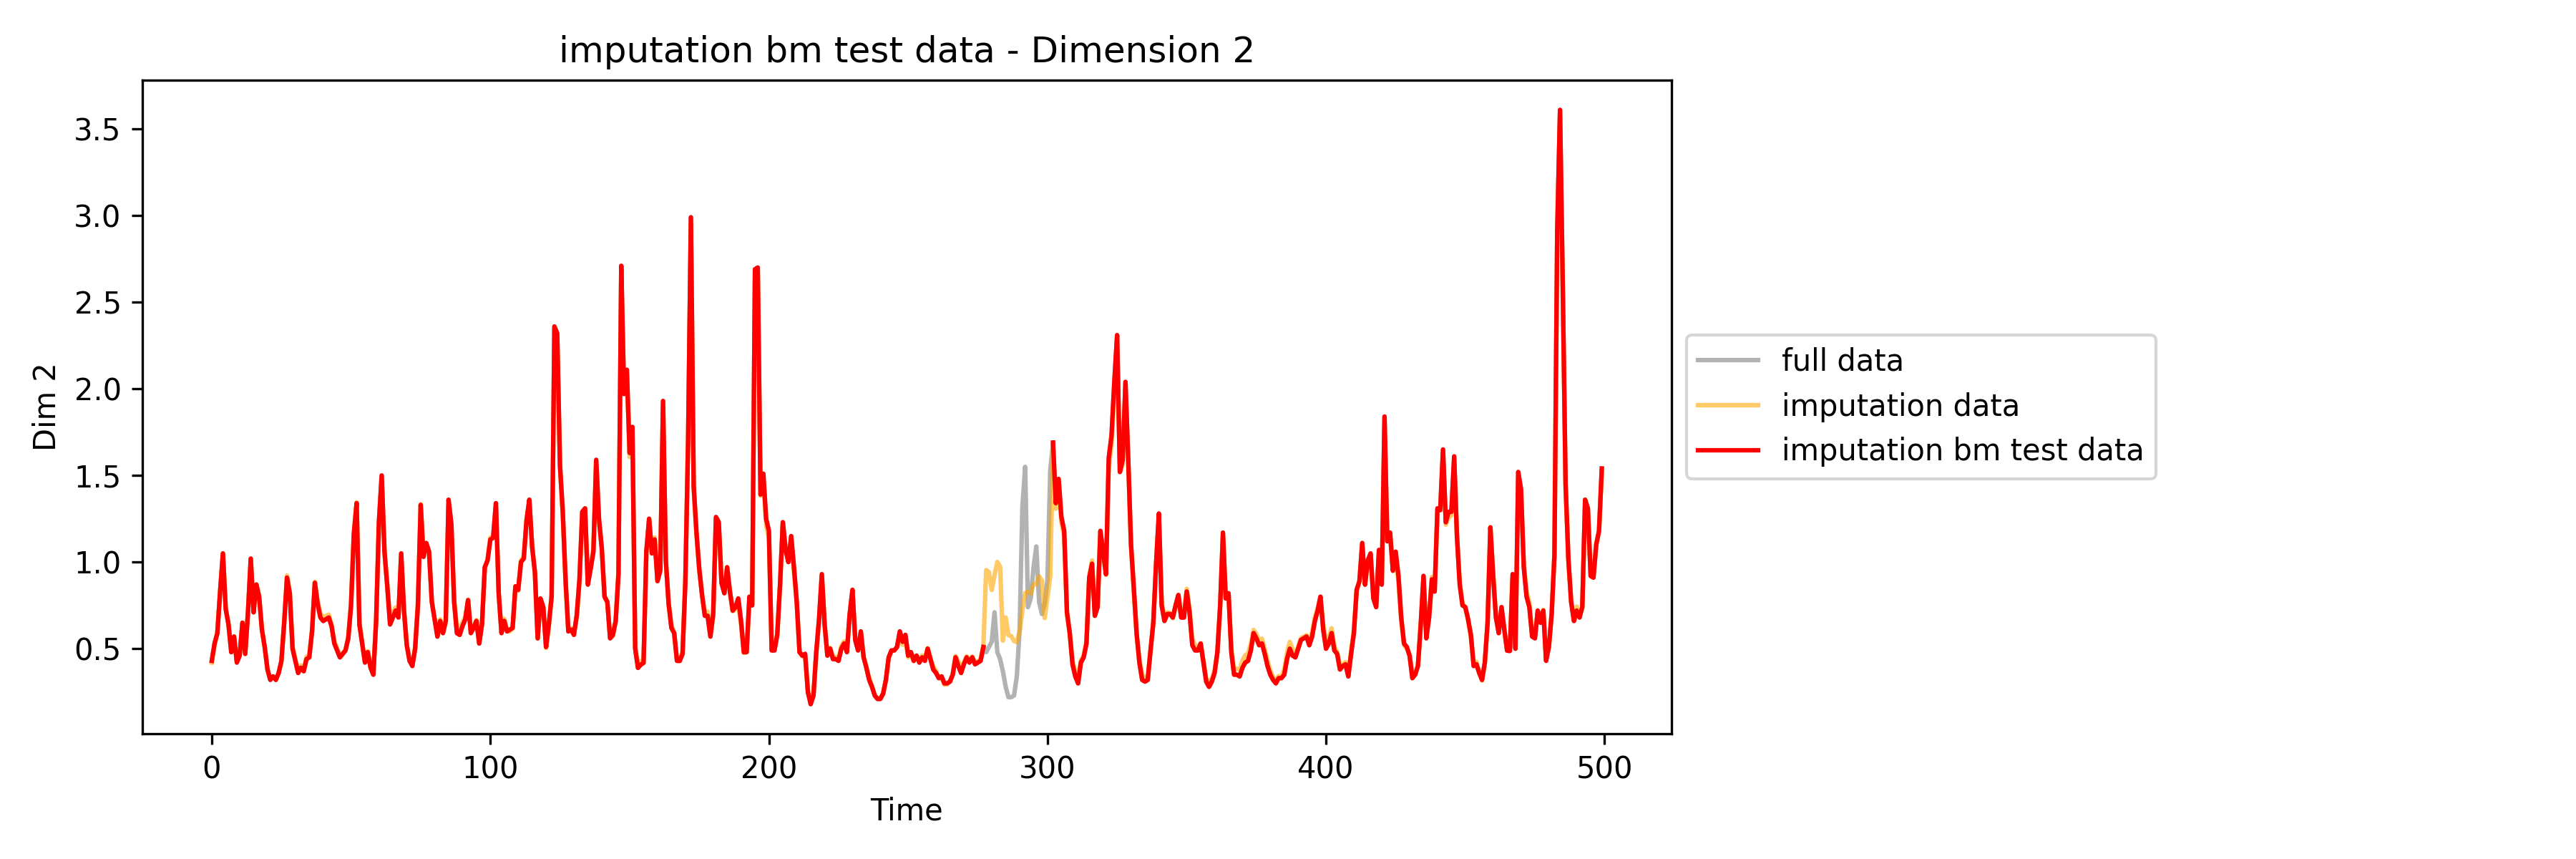 imputation bm test data - Dimension 2
3.5
3.0
2.5
2.0
1.5
1.0
0.5
Dim 2
0 100 200 300 400 500
Time
full data
imputation data
imputation bm test data